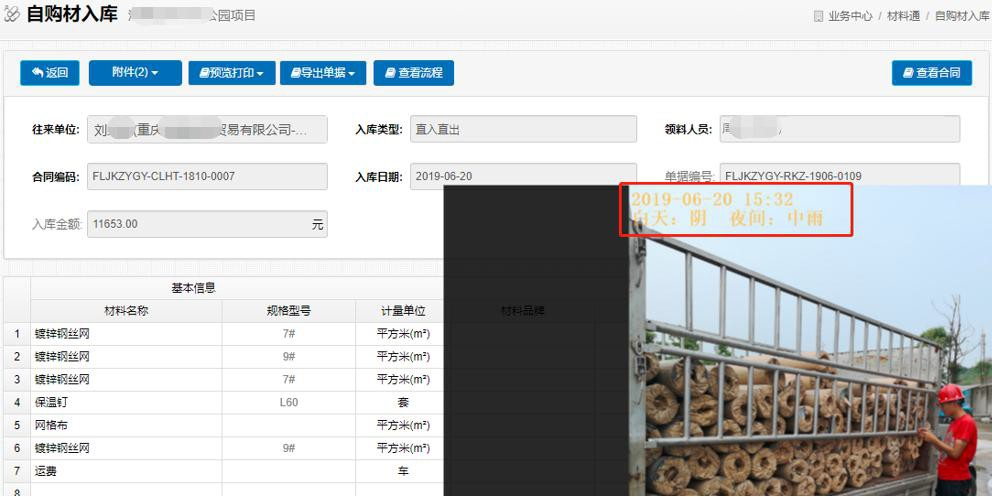 自购材入库 公园项目
业务中心 / 材料通 / 自购材入库
返回 附件(2) 预览打印 导出单据 查看流程 查看合同
往来单位: 刘 (重庆 贸易有限公司-... 入库类型: 直入直出 领料人员:
合同编码: FLJKZYGY-CLHT-1810-0007 入库日期: 2019-06-20 单据编号: FLJKZYGY-RKZ-1906-0109
入库金额: 11653.00 元
2019-06-20 15:32
白天: 阴 夜间: 中雨
基本信息
材料名称 规格型号 计量单位 材料品牌
1 镀锌钢丝网 7# 平方米(m²)
2 镀锌钢丝网 9# 平方米(m²)
3 镀锌钢丝网 7# 平方米(m²)
4 保温钉 L60 套
5 网格布 平方米(m²)
6 镀锌钢丝网 9# 平方米(m²)
7 运费 车
8